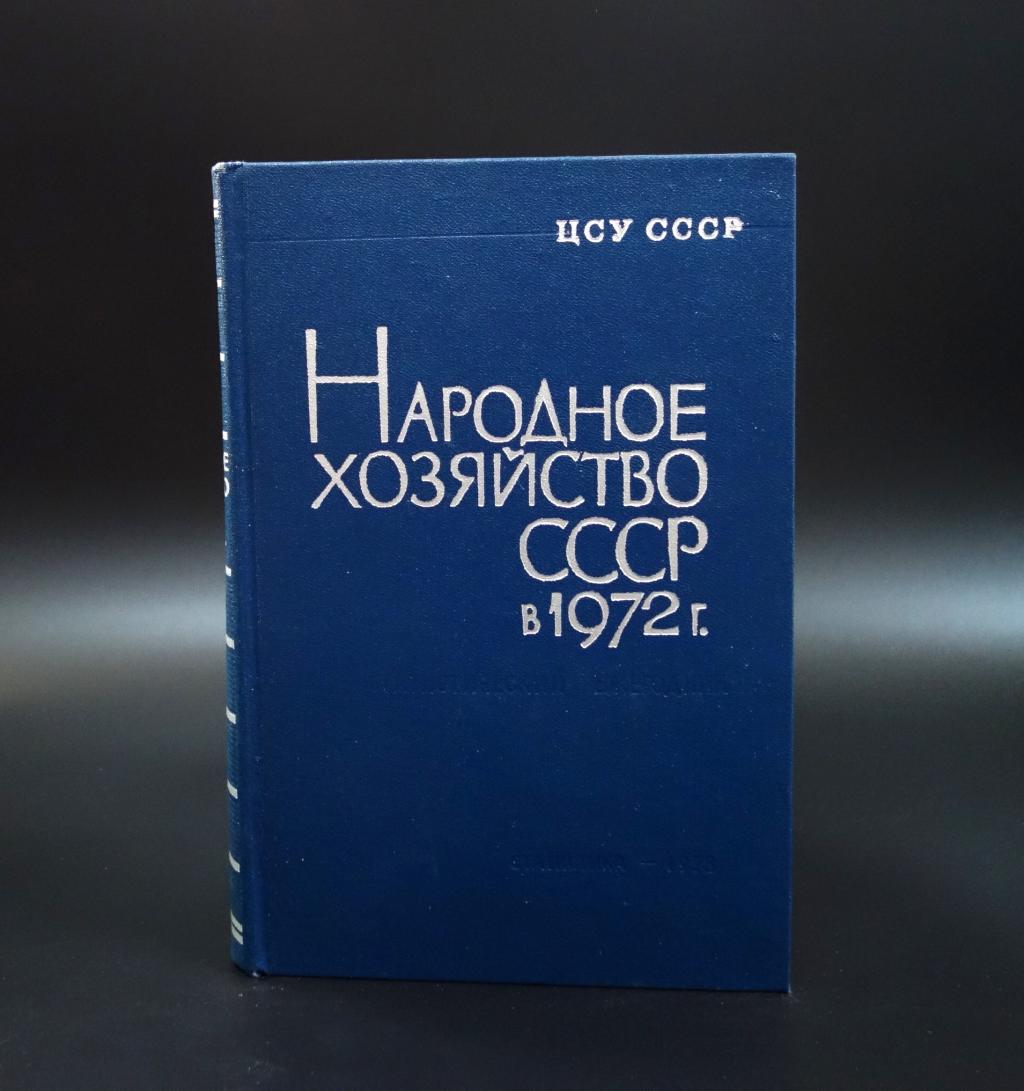 ЦСУ СССР
НАРОДНОЕ
ХОЗЯЙСТВО
СССР
в 1972 г.